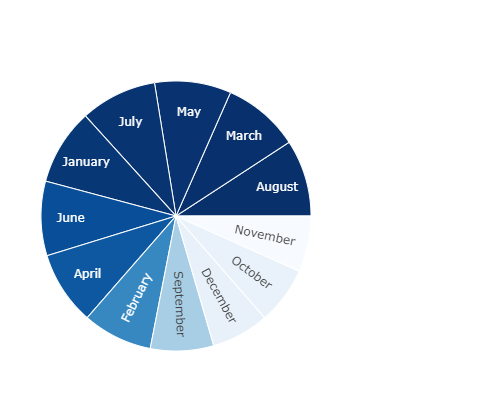 May
July
March
January
August
June
November
April
October
February
September
December